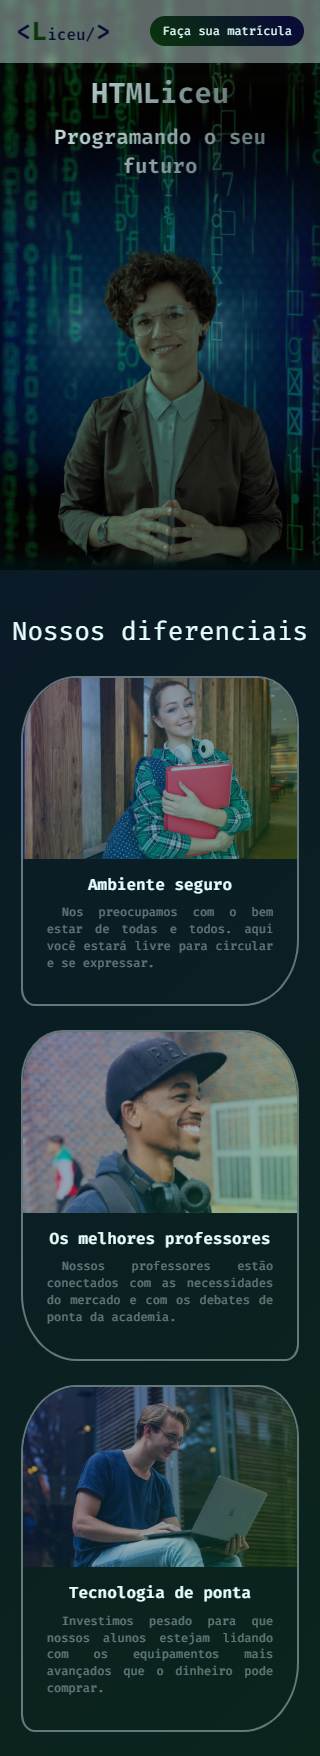 <Liceu/>
Faça sua matrícula
HTMLiceu
Programando o seu
futuro
Nossos diferenciais
Ambiente seguro
Nos preocupamos com o bem
estar de todas e todos. aqui
você estará livre para circular
e se expressar.
Os melhores professores
Nossos professores estão
conectados com as necessidades
do mercado e com os debates de
ponta da academia.
Tecnologia de ponta
Investimos pesado para que
nossos alunos estejam lidando
com os equipamentos mais
avançados que o dinheiro pode
comprar.